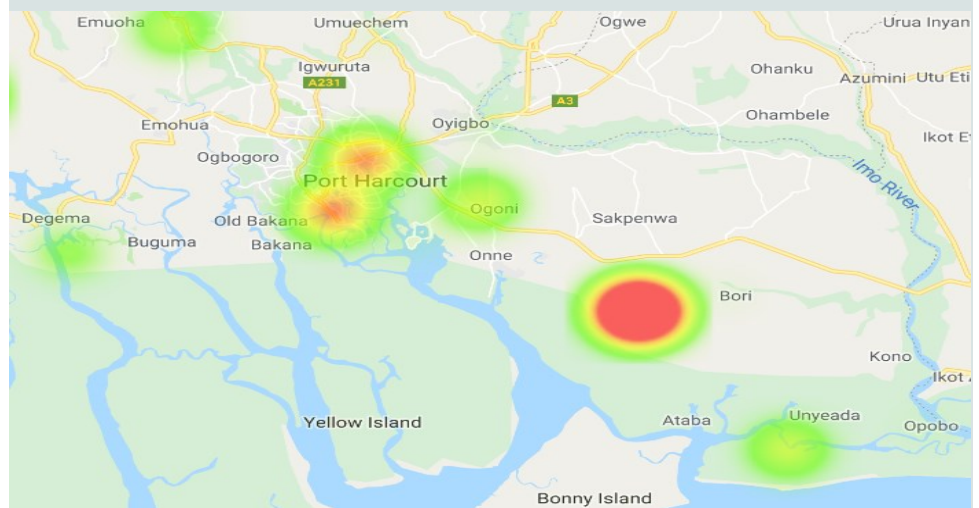 Emuoha
Umuechem
Ogwe
Urua Inyan
Igwuruta
A231
Ohanku
Azumini
Utu Eti
A3
Ohambele
Emohua
Oyigbo
Ikot E
Ogbogoro
Imo River
Port Harcourt
Degema
Old Bakana
Ogoni
Sakpenwa
Buguma
Bakana
Onne
Bori
Kono
Ikot
Yellow Island
Ataba
Unyeada
Opobo
Bonny Island